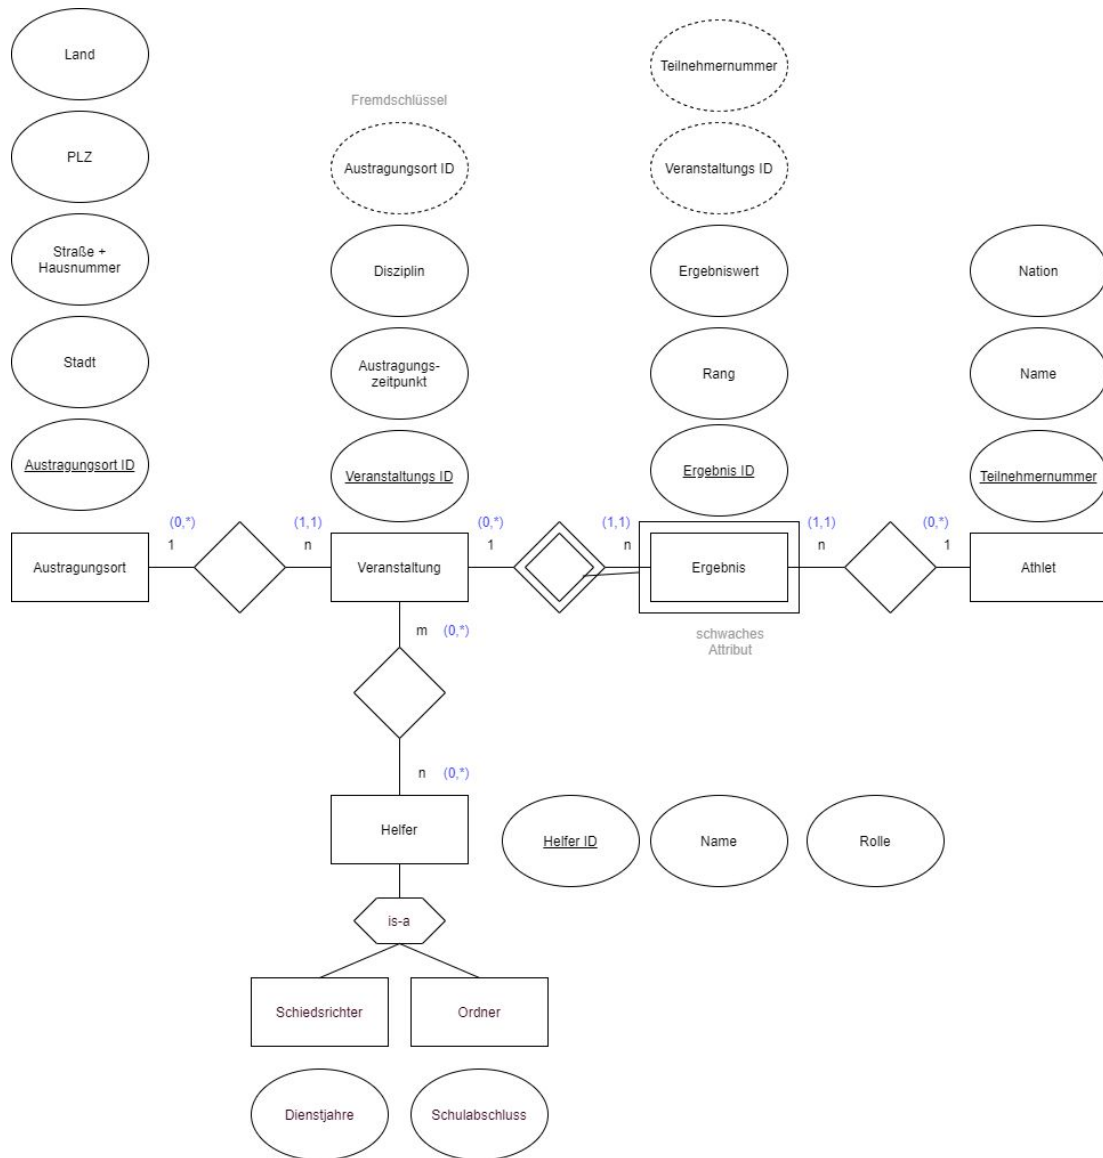 Land
Teilnehmernummer
Fremdschlüssel
PLZ
Austragungsort ID
Veranstaltungs ID
Straße +
Hausnummer
Disziplin
Ergebniswert
Nation
Stadt
Austragungs-
zeitpunkt
Rang
Name
Austragungsort ID
Veranstaltungs ID
Ergebnis ID
Teilnehmernummer
(0,*) (1,1) (0,*) (1,1) (1,1) (0,*)
1 n 1 n n 1
Austragungsort
Veranstaltung
Ergebnis
Athlet
m (0,*)
schwaches
Attribut
n (0,*)
Helfer
Helfer ID
Name
Rolle
is-a
Schiedsrichter
Ordner
Dienstjahre
Schulabschluss